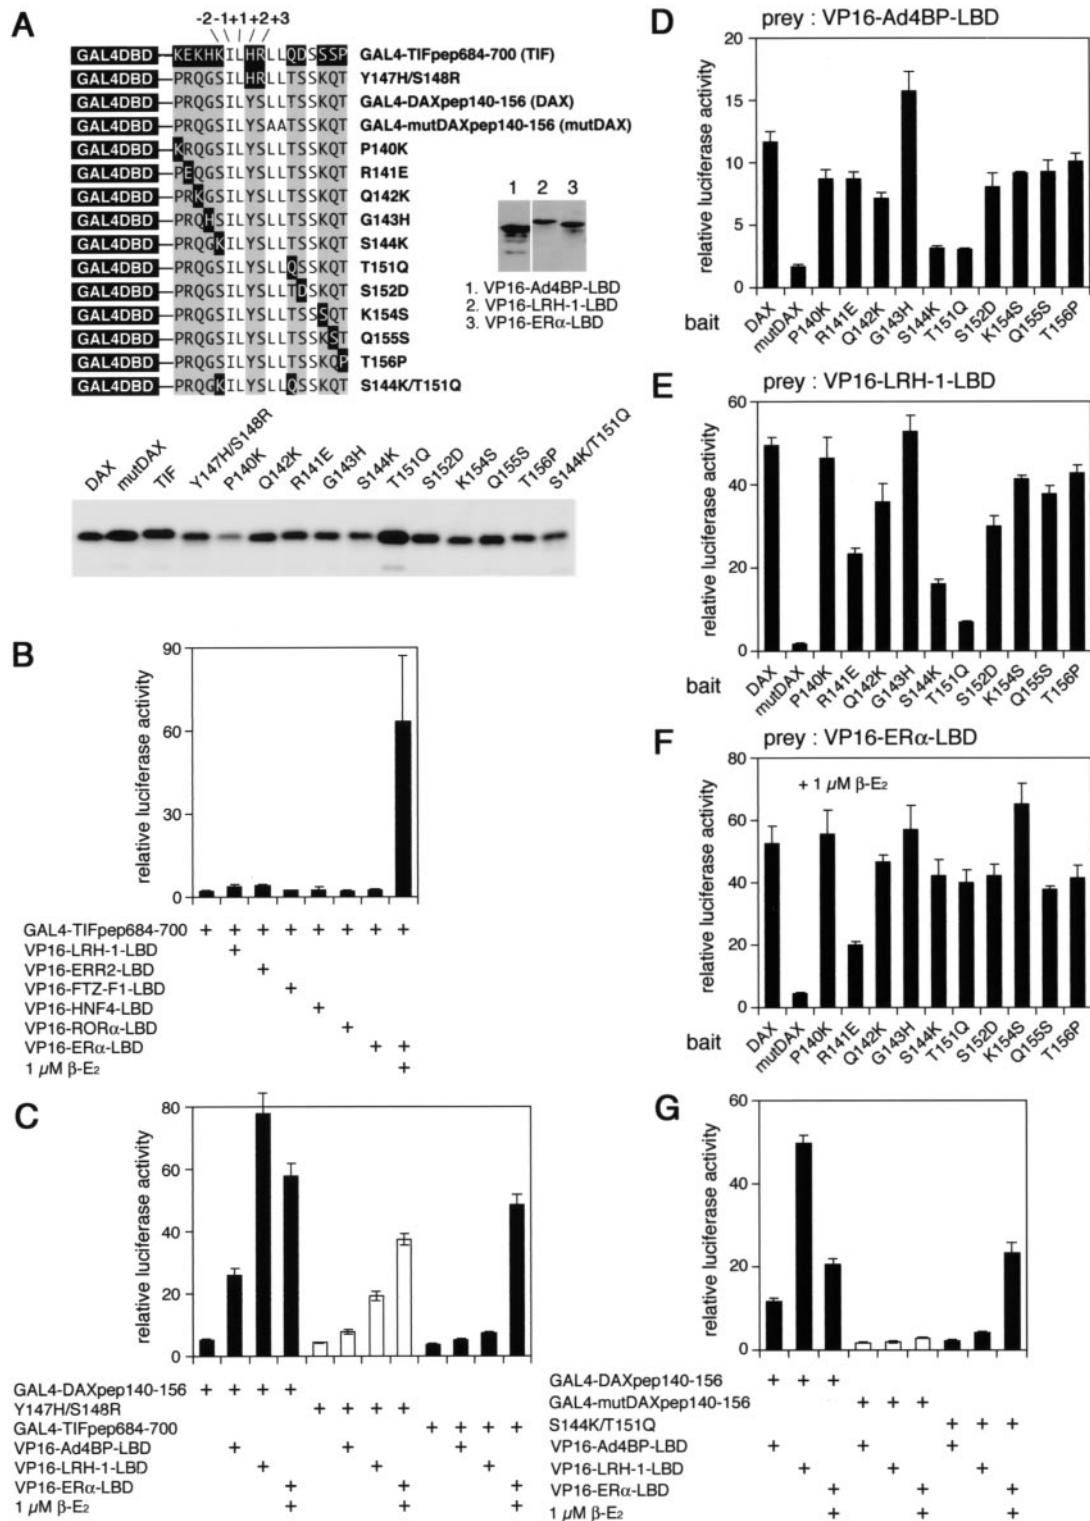 A
-2 -1 +1 +2 +3
GAL4DBD KEKHKILHRLLQDSSSP GAL4-TIFpep684-700 (TIF)
GAL4DBD PRQGSILHRLLTSSKQT Y147H/S148R
GAL4DBD PRQGSILYSLLTSSKQT GAL4-DAXpep140-156 (DAX)
GAL4DBD PRQGSILYSAATSSKQT GAL4-mutDAXpep140-156 (mutDAX)
GAL4DBD KRQGSILYSLLTSSKQT P140K
GAL4DBD PEQGSILYSLLTSSKQT R141E
GAL4DBD PRKGSILYSLLTSSKQT Q142K
GAL4DBD PRQHSILYSLLTSSKQT G143H
GAL4DBD PRQGKILYSLLTSSKQT S144K
GAL4DBD PRQGSILYSLLQSSKQT T151Q
GAL4DBD PRQGSILYSLLTDSKQT S152D
GAL4DBD PRQGSILYSLLTSSSQT K154S
GAL4DBD PRQGSILYSLLTSSKST Q155S
GAL4DBD PRQGSILYSLLTSSKQP T156P
GAL4DBD PRQGKILYSLLQSSKQT S144K/T151Q
1 2 3
1. VP16-Ad4BP-LBD
2. VP16-LRH-1-LBD
3. VP16-ERα-LBD
DAX mutDAX TIF Y147H/S148R P140K Q142K R141E G143H S144K T151Q S152D K154S Q155S T156P S144K/T151Q
B
relative luciferase activity
90
60
30
0
GAL4-TIFpep684-700 + + + + + + + +
VP16-LRH-1-LBD +
VP16-ERR2-LBD +
VP16-FTZ-F1-LBD +
VP16-HNF4-LBD +
VP16-RORα-LBD +
VP16-ERα-LBD + +
1 µM β-E2 +
C
relative luciferase activity
80
60
40
20
0
GAL4-DAXpep140-156 + + + +
Y147H/S148R + + + +
GAL4-TIFpep684-700 + + + +
VP16-Ad4BP-LBD + + +
VP16-LRH-1-LBD + + +
VP16-ERα-LBD + + +
1 µM β-E2 + + +
D
prey : VP16-Ad4BP-LBD
relative luciferase activity
20
15
10
5
0
bait
DAX mutDAX P140K R141E Q142K G143H S144K T151Q S152D K154S Q155S T156P
E
prey : VP16-LRH-1-LBD
relative luciferase activity
60
40
20
0
bait
DAX mutDAX P140K R141E Q142K G143H S144K T151Q S152D K154S Q155S T156P
F
prey : VP16-ERα-LBD
+ 1 µM β-E2
relative luciferase activity
80
60
40
20
0
bait
DAX mutDAX P140K R141E Q142K G143H S144K T151Q S152D K154S Q155S T156P
G
relative luciferase activity
60
40
20
0
GAL4-DAXpep140-156 + + +
GAL4-mutDAXpep140-156 + + +
S144K/T151Q + + +
VP16-Ad4BP-LBD + + +
VP16-LRH-1-LBD + + +
VP16-ERα-LBD + + +
1 µM β-E2 + + +